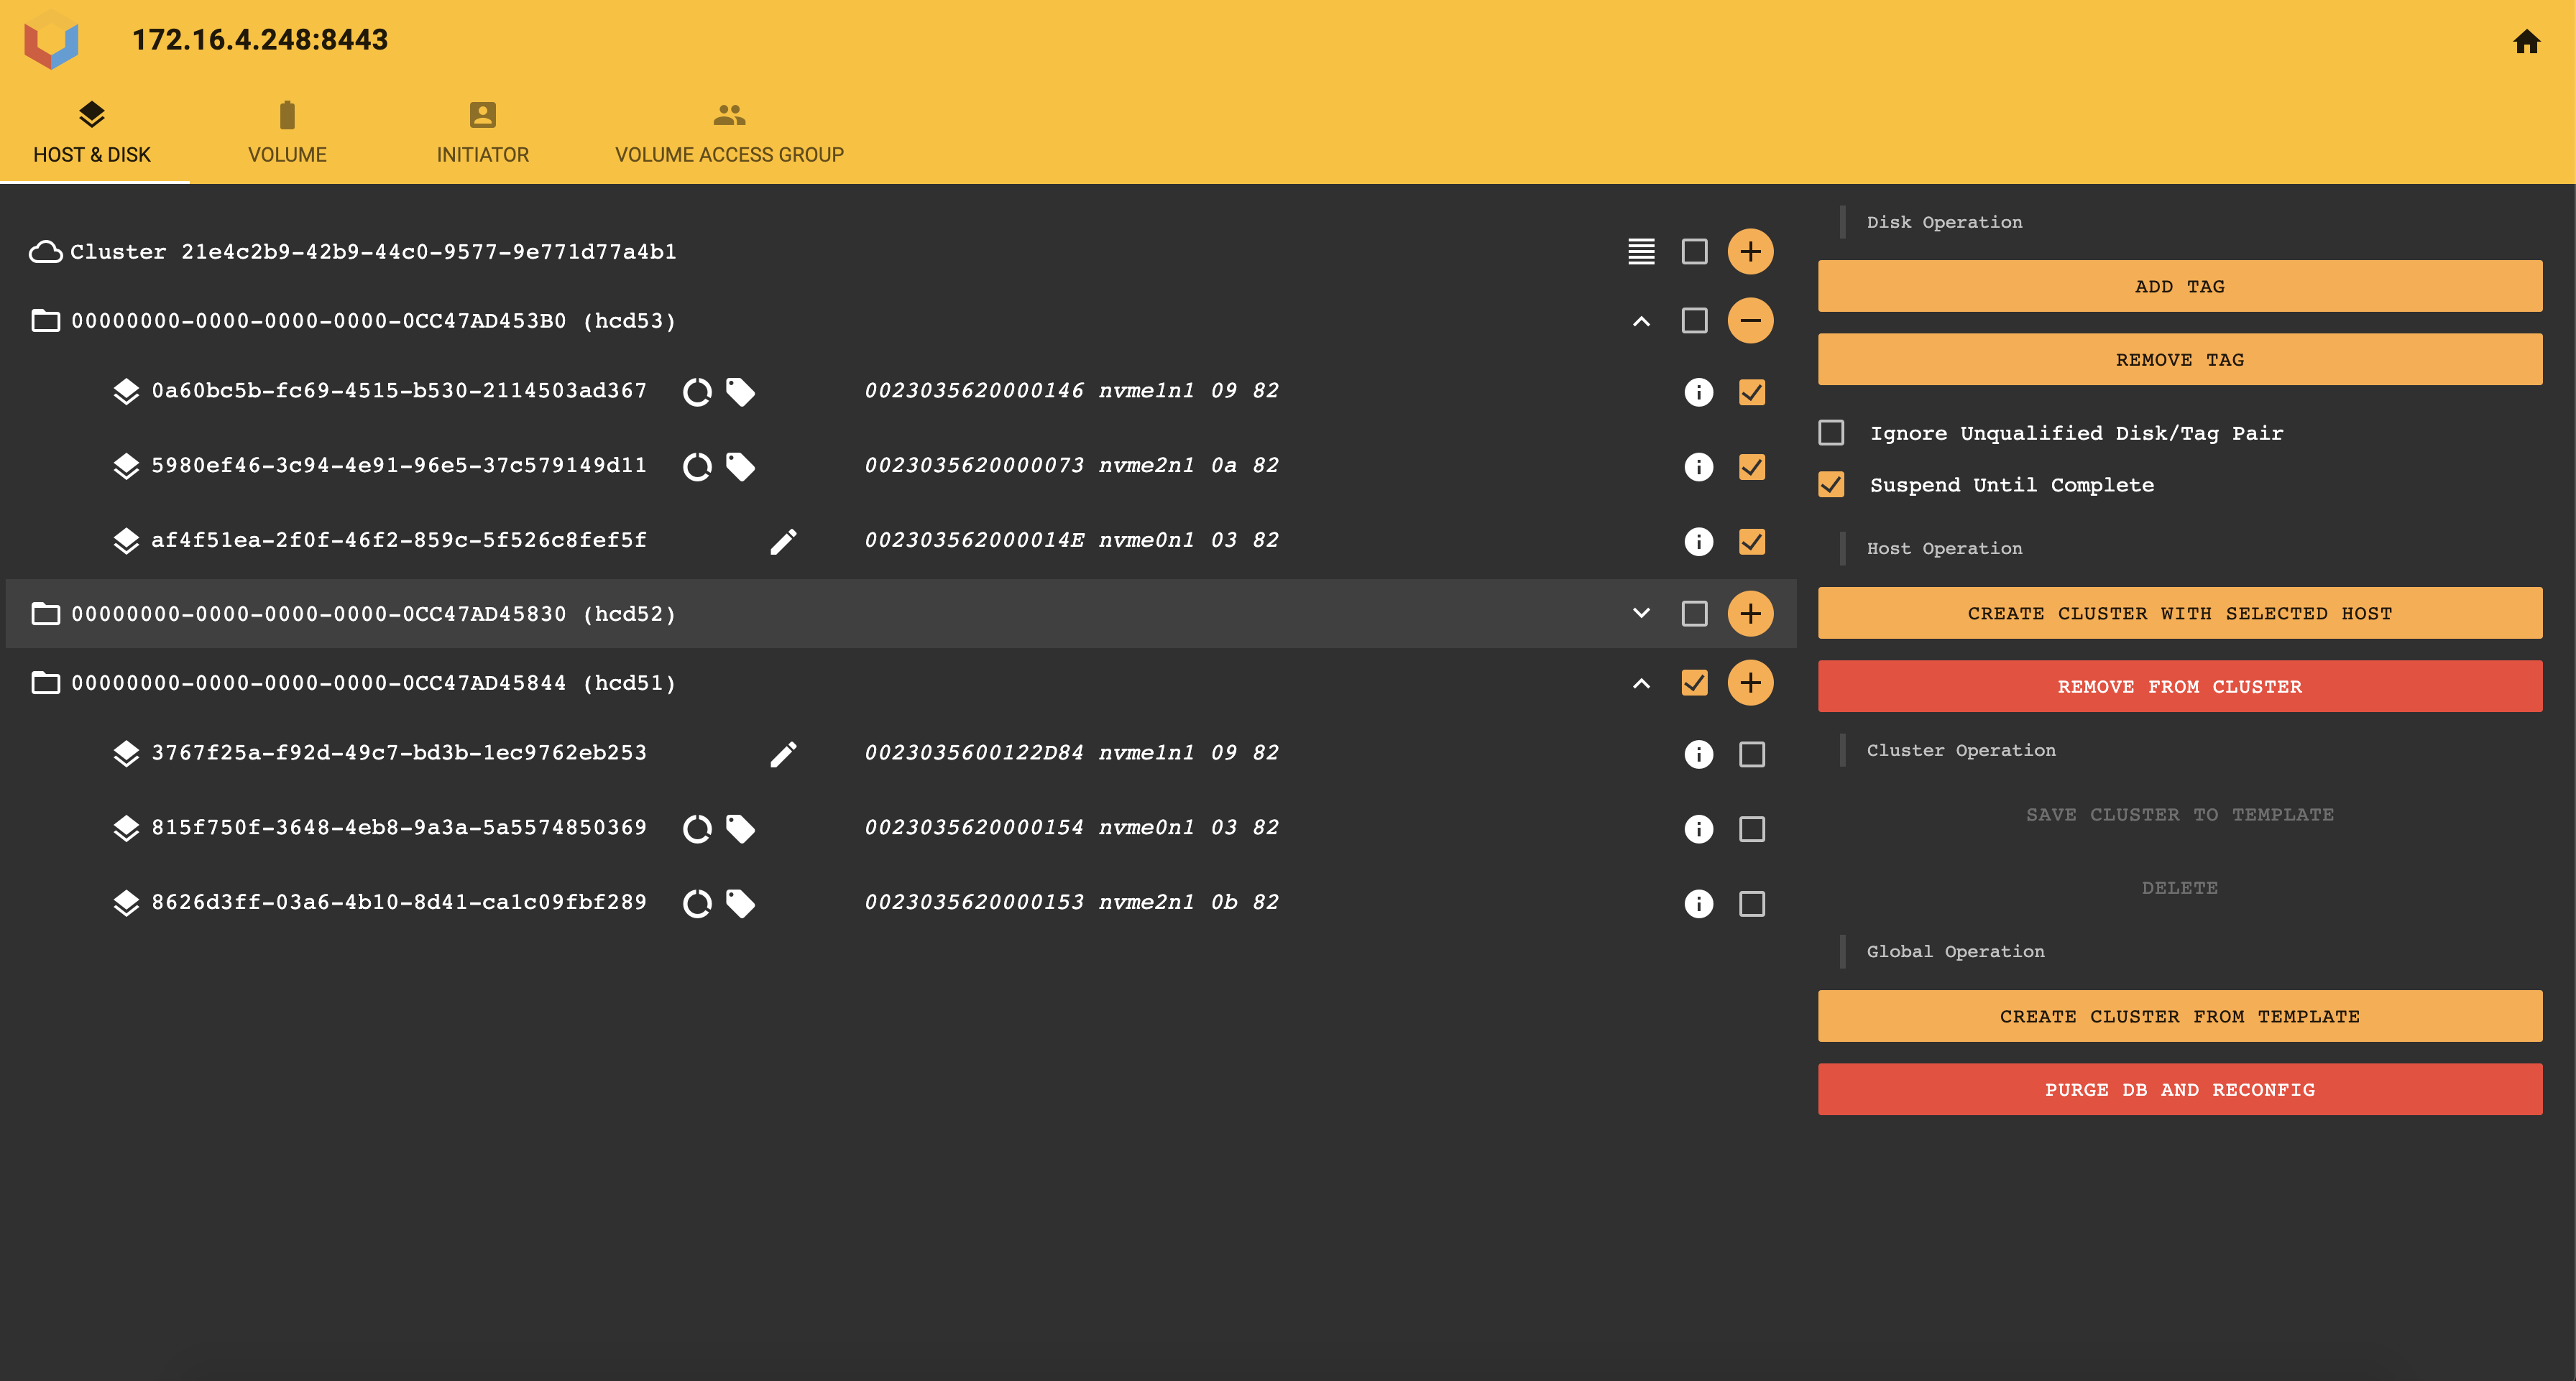 172.16.4.248:8443
HOST & DISK
VOLUME
INITIATOR
VOLUME ACCESS GROUP
Cluster 21e4c2b9-42b9-44c0-9577-9e771d77a4b1
00000000-0000-0000-0000-0CC47AD453B0 (hcd53)
0a60bc5b-fc69-4515-b530-2114503ad367 0023035620000146 nvme1n1 09 82
5980ef46-3c94-4e91-96e5-37c579149d11 0023035620000073 nvme2n1 0a 82
af4f51ea-2f0f-46f2-859c-5f526c8fef5f 002303562000014E nvme0n1 03 82
00000000-0000-0000-0000-0CC47AD45830 (hcd52)
00000000-0000-0000-0000-0CC47AD45844 (hcd51)
3767f25a-f92d-49c7-bd3b-1ec9762eb253 0023035600122D84 nvme1n1 09 82
815f750f-3648-4eb8-9a3a-5a5574850369 0023035620000154 nvme0n1 03 82
8626d3ff-03a6-4b10-8d41-ca1c09fbf289 0023035620000153 nvme2n1 0b 82
Disk Operation
ADD TAG
REMOVE TAG
Ignore Unqualified Disk/Tag Pair
Suspend Until Complete
Host Operation
CREATE CLUSTER WITH SELECTED HOST
REMOVE FROM CLUSTER
Cluster Operation
SAVE CLUSTER TO TEMPLATE
DELETE
Global Operation
CREATE CLUSTER FROM TEMPLATE
PURGE DB AND RECONFIG